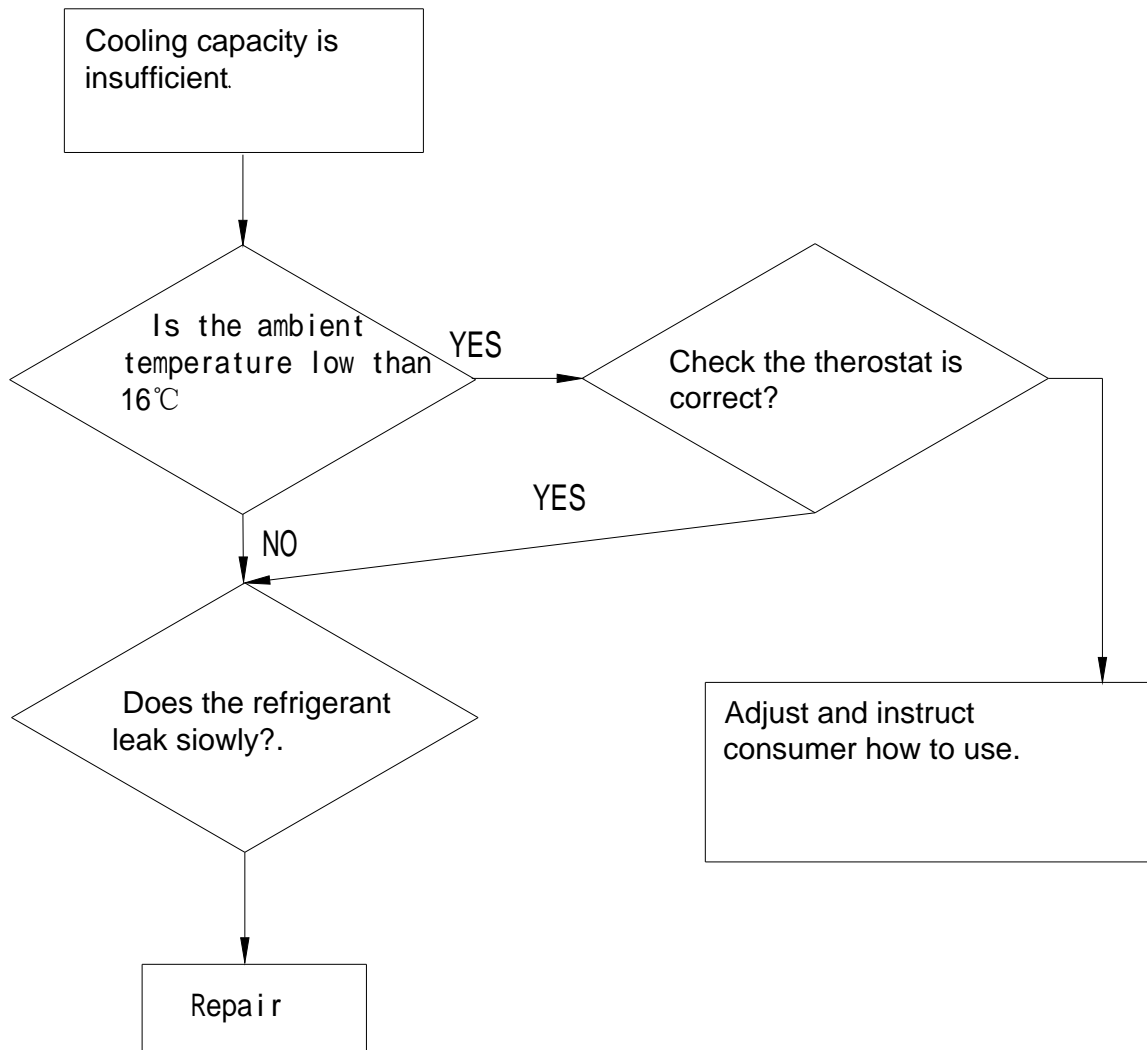 Cooling capacity is
insufficient.
Is the ambient
temperature low than
16℃
YES
Check the therostat is
correct?
YES
NO
Does the refrigerant
leak siowly?.
Adjust and instruct
consumer how to use.
Repair